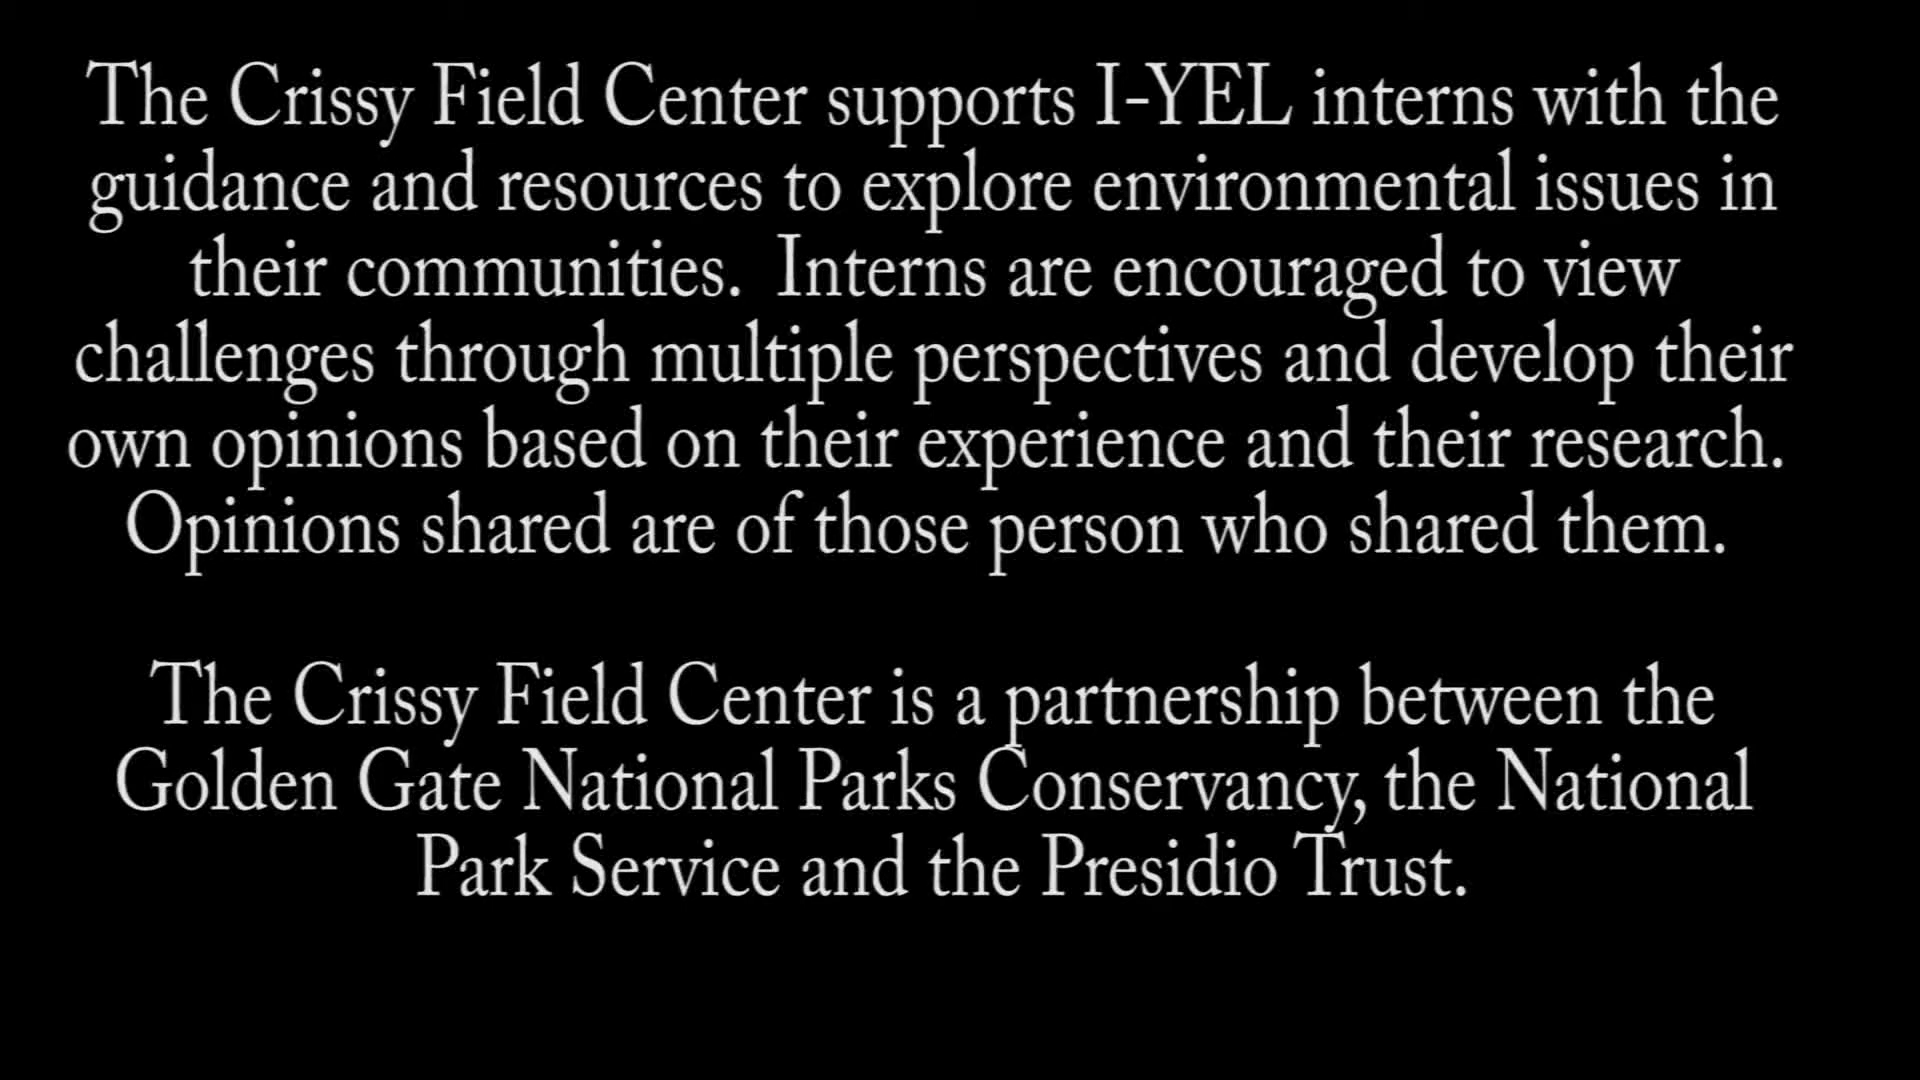 The Crissy Field Center supports I-YEL interns with the
guidance and resources to explore environmental issues in
their communities.  Interns are encouraged to view
challenges through multiple perspectives and develop their
own opinions based on their experience and their research.
Opinions shared are of those person who shared them.
The Crissy Field Center is a partnership between the
Golden Gate National Parks Conservancy, the National
Park Service and the Presidio Trust.